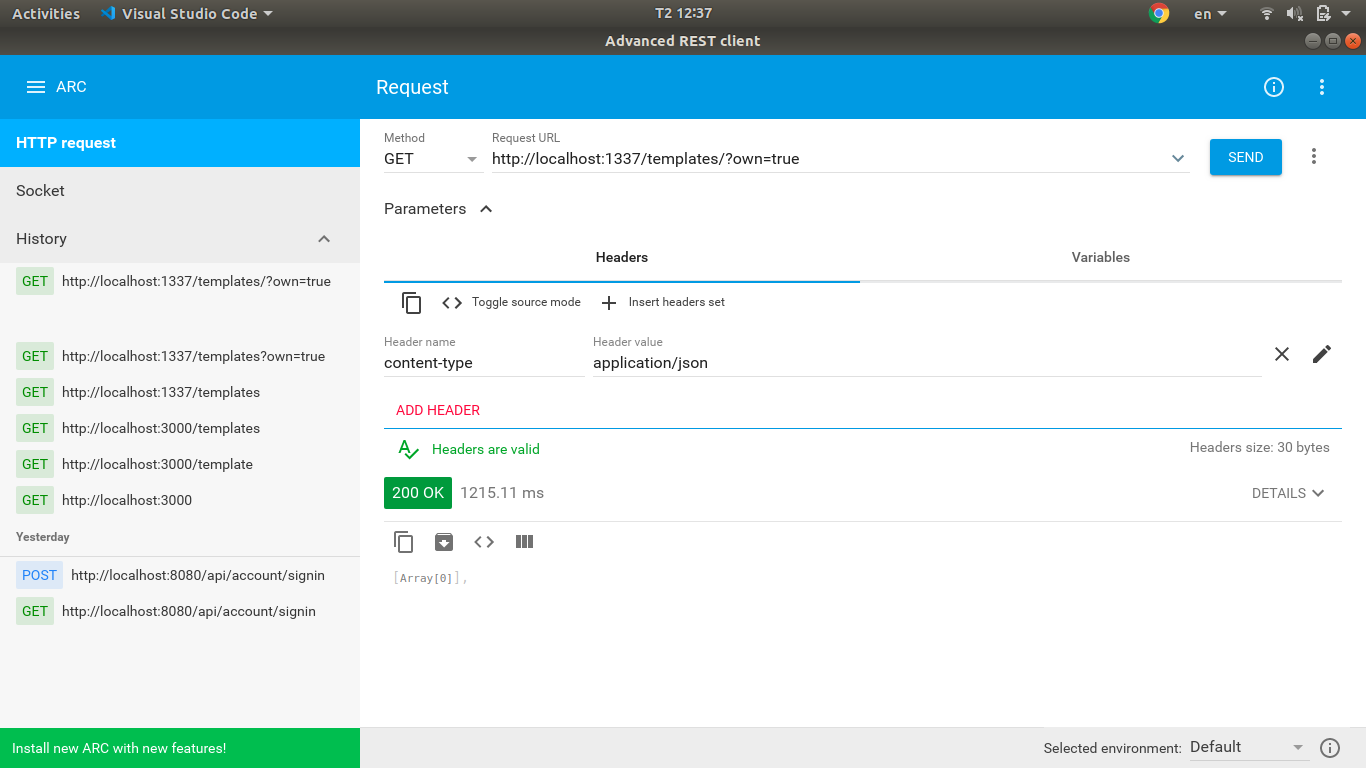 Activities Visual Studio Code T2 12:37 en
Advanced REST client
ARC
Request
HTTP request
Socket
History
GET http://localhost:1337/templates/?own=true
GET http://localhost:1337/templates?own=true
GET http://localhost:1337/templates
GET http://localhost:3000/templates
GET http://localhost:3000/template
GET http://localhost:3000
Yesterday
POST http://localhost:8080/api/account/signin
GET http://localhost:8080/api/account/signin
Install new ARC with new features!
Method
GET
Request URL
http://localhost:1337/templates/?own=true
SEND
Parameters
Headers Variables
Toggle source mode Insert headers set
Header name
content-type
Header value
application/json
ADD HEADER
Headers are valid Headers size: 30 bytes
200 OK 1215.11 ms DETAILS
[Array[0]],
Selected environment: Default